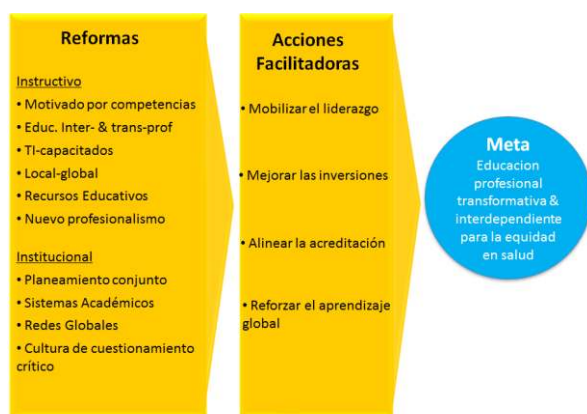 Reformas
Instructivo
• Motivado por competencias
• Educ. Inter- & trans-prof
• TI-capacitados
• Local-global
• Recursos Educativos
• Nuevo profesionalismo
Institucional
• Planeamiento conjunto
• Sistemas Académicos
• Redes Globales
• Cultura de cuestionamiento
crítico
Acciones
Facilitadoras
• Mobilizar el liderazgo
• Mejorar las inversiones
• Alinear la acreditación
• Reforzar el aprendizaje
global
Meta
Educacion
profesional
transformativa &
interdependiente
para la equidad
en salud